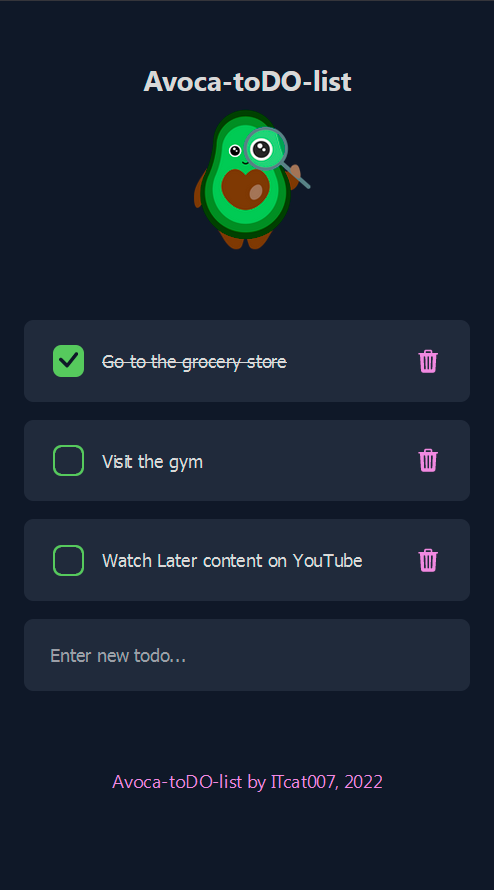 Avoca-toDO-list
Go to the grocery store
Visit the gym
Watch Later content on YouTube
Enter new todo...
Avoca-toDO-list by ITcat007, 2022